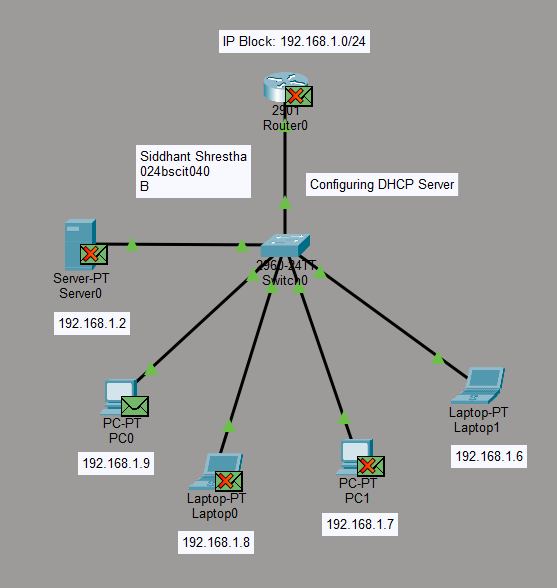 IP Block: 192.168.1.0/24
2901
Router0
Siddhant Shrestha
024bscit040
B
Configuring DHCP Server
2960-24TT
Switch0
Server-PT
Server0
192.168.1.2
Laptop-PT
Laptop1
192.168.1.6
PC-PT
PC0
192.168.1.9
PC-PT
PC1
192.168.1.7
Laptop-PT
Laptop0
192.168.1.8